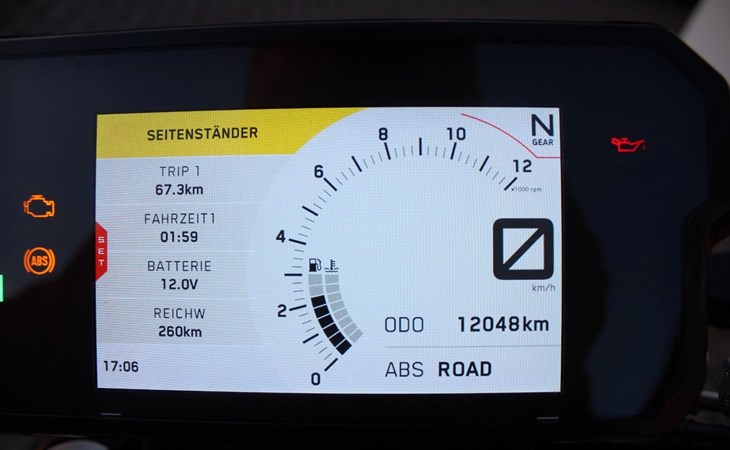 SEITENSTÄNDER
TRIP 1
67.3km
FAHRZEIT1
01:59
BATTERIE
12.0V
REICHW
260km
17:06
SET
ABS
0
2
4
6
8
10
12
x1000 rpm
N
GEAR
0
km/h
ODO 12048km
ABS ROAD